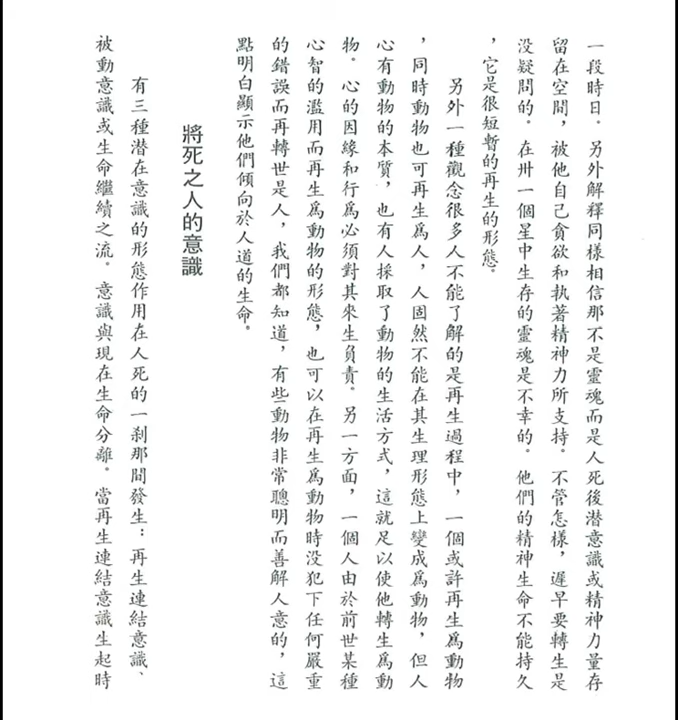 一段時日。另外解釋同樣相信那不是靈魂而是人死後潛意識或精神力量存
留在空間，被他自己貪欲和執著精神力所支持。不管怎樣，遲早要轉生是
没疑問的。在卅一個星中生存的靈魂是不幸的。他們的精神生命不能持久
，它是很短暫的再生的形態。
另外一種觀念很多人不能了解的是再生過程中，一個或許再生爲動物
，同時動物也可再生爲人，人固然不能在其生理形態上變成爲動物，但人
心有動物的本質，也有人採取了動物的生活方式，這就足以使他轉生爲動
物。心的因緣和行爲必須對其來生負責。另一方面，一個人由於前世某種
心智的濫用而再生爲動物的形態，也可以在再生爲動物時没犯下任何嚴重
的錯誤而再轉世是人，我們都知道，有些動物非常聰明而善解人意的，這
點明白顯示他們傾向於人道的生命。
將死之人的意識
有三種潛在意識的形態作用在人死的一刹那間發生：再生連結意識、
被動意識或生命繼續之流。意識與現在生命分離。當再生連結意識生起時